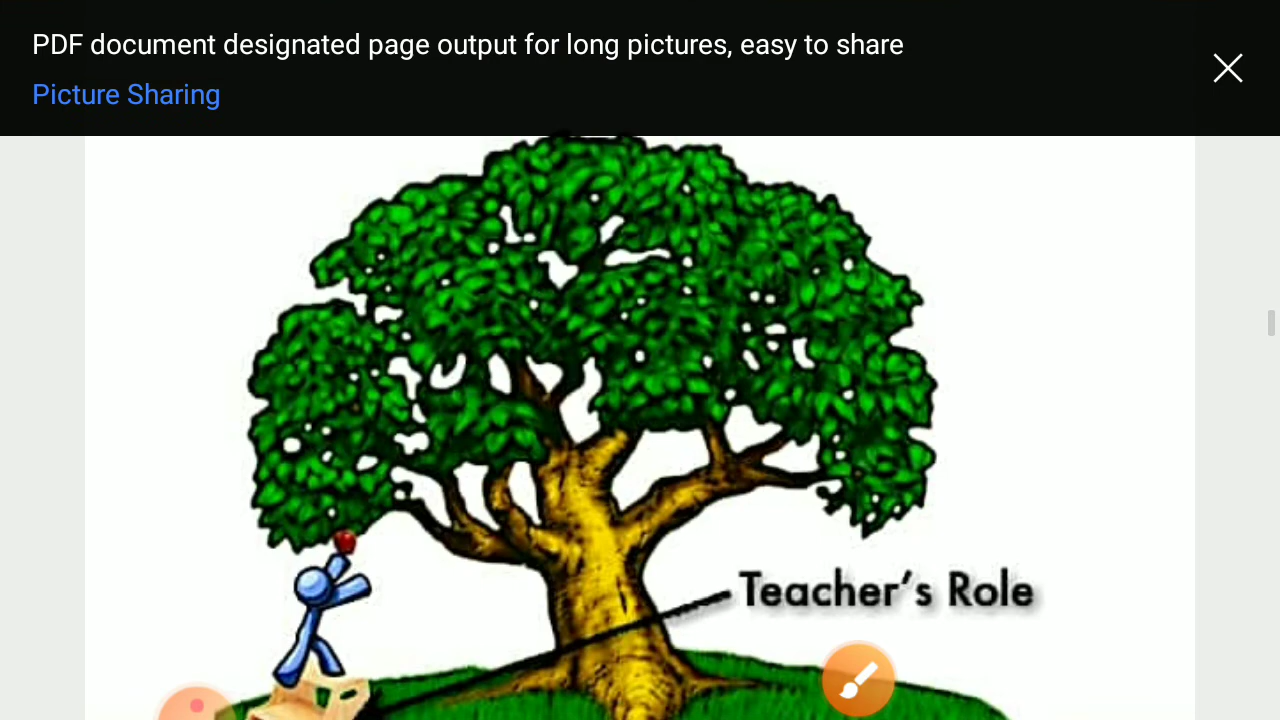 PDF document designated page output for long pictures, easy to share
Picture Sharing
Teacher's Role